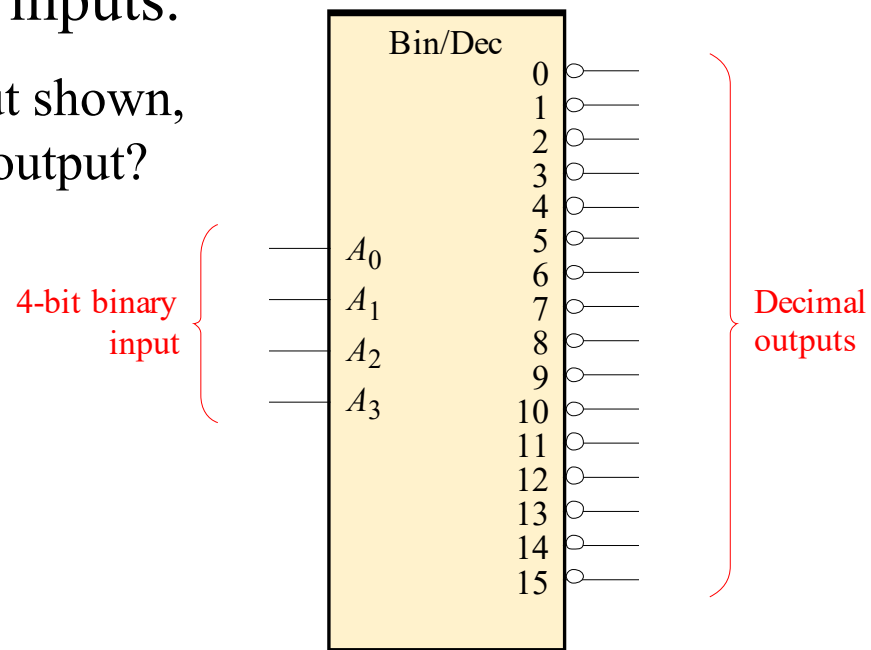 inputs.
shown,
output?
Bin/Dec
0
1
2
3
4
5
6
7
8
9
10
11
12
13
14
15
A0
A1
A2
A3
4-bit binary
input
Decimal
outputs